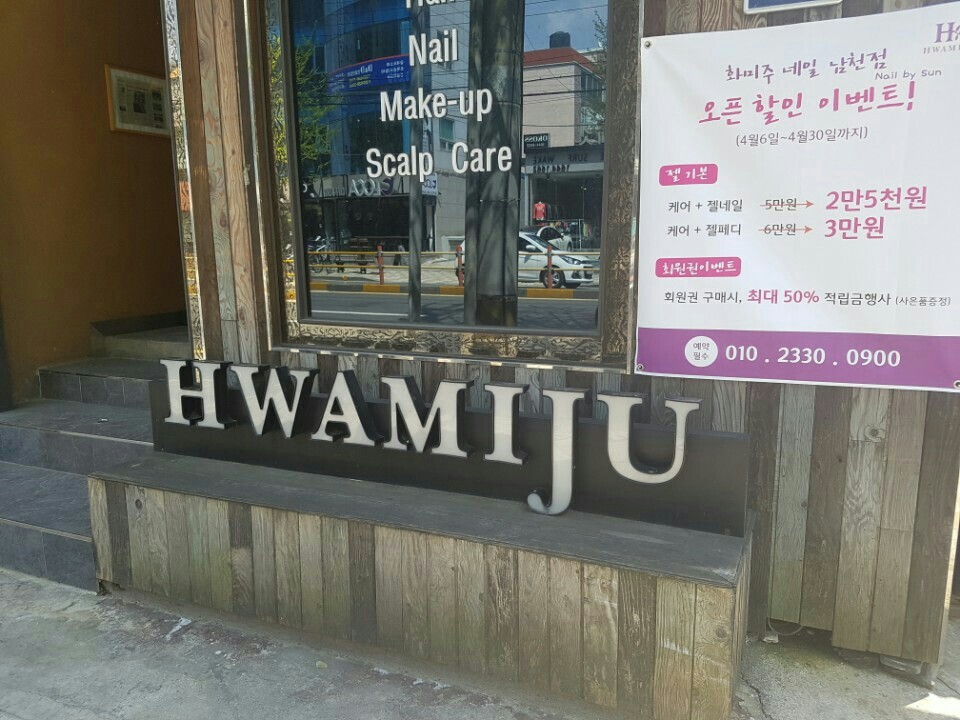 Nail
Make-up
Scalp Care
HWAMIJU
화미주 네일 남천점
Nail by Sun
오픈 할인 이벤트!
(4월6일~4월30일까지)
젤 기본
케어 + 젤네일 5만원 → 2만5천원
케어 + 젤페디 6만원 → 3만원
회원권이벤트
회원권 구매시, 최대 50% 적립금행사 (사은품증정)
예약
필수
010 . 2330 . 0900